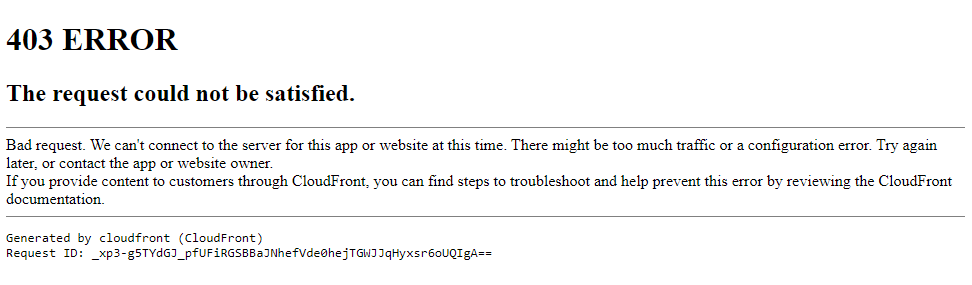 403 ERROR
The request could not be satisfied.
Bad request. We can't connect to the server for this app or website at this time. There might be too much traffic or a configuration error. Try again
later, or contact the app or website owner.
If you provide content to customers through CloudFront, you can find steps to troubleshoot and help prevent this error by reviewing the CloudFront
documentation.
Generated by cloudfront (CloudFront)
Request ID: _xp3-g5TYdGJ_pfUFiRGSBBaJNhefVde0hejTGWJJqHyxsr6oUQIgA==